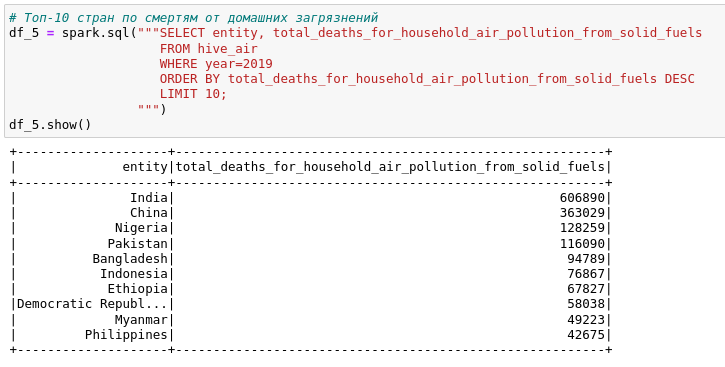 # Топ-10 стран по смертям от домашних загрязнений
df_5 = spark.sql("""SELECT entity, total_deaths_for_household_air_pollution_from_solid_fuels
                    FROM hive_air
                    WHERE year=2019
                    ORDER BY total_deaths_for_household_air_pollution_from_solid_fuels DESC
                    LIMIT 10;
                 """)
df_5.show()
+--------------------+---------------------------------------------------------+
|              entity|total_deaths_for_household_air_pollution_from_solid_fuels|
+--------------------+---------------------------------------------------------+
|               India|                                                   606890|
|               China|                                                   363029|
|             Nigeria|                                                   128259|
|            Pakistan|                                                   116090|
|          Bangladesh|                                                    94789|
|           Indonesia|                                                    76867|
|            Ethiopia|                                                    67827|
|Democratic Republ...|                                                    58038|
|             Myanmar|                                                    49223|
|         Philippines|                                                    42675|
+--------------------+---------------------------------------------------------+